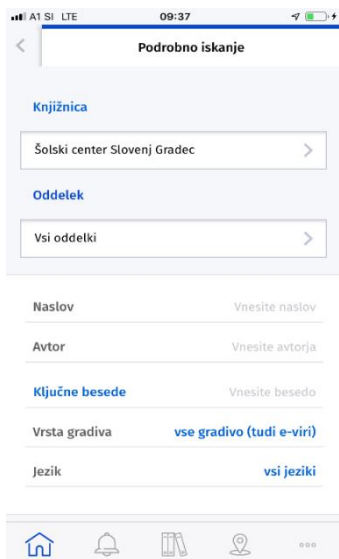 A1 SI LTE 09:37
Podrobno iskanje
Knjižnica
Šolski center Slovenj Gradec
Oddelek
Vsi oddelki
Naslov Vnesite naslov
Avtor Vnesite avtorja
Ključne besede Vnesite besedo
Vrsta gradiva vse gradivo (tudi e-viri)
Jezik vsi jeziki